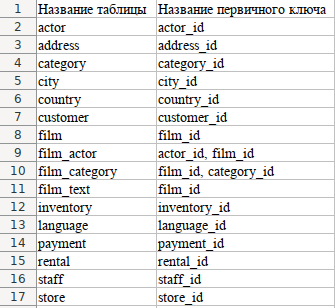 1 Название таблицы Название первичного ключа
2 actor actor_id
3 address address_id
4 category category_id
5 city city_id
6 country country_id
7 customer customer_id
8 film film_id
9 film_actor actor_id, film_id
10 film_category film_id, category_id
11 film_text film_id
12 inventory inventory_id
13 language language_id
14 payment payment_id
15 rental rental_id
16 staff staff_id
17 store store_id